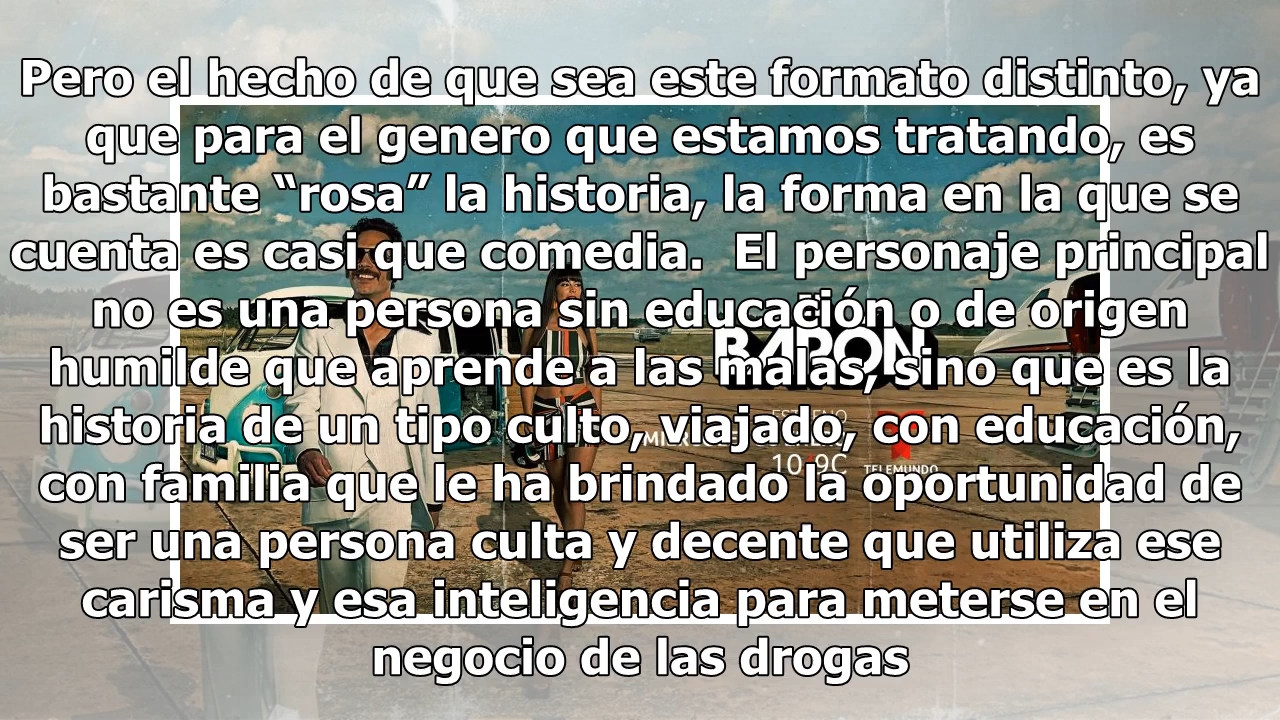 Pero el hecho de que sea este formato distinto, ya
que para el genero que estamos tratando, es
bastante “rosa” la historia, la forma en la que se
cuenta es casi que comedia.  El personaje principal
no es una persona sin educación o de origen
humilde que aprende a las malas, sino que es la
historia de un tipo culto, viajado, con educación,
con familia que le ha brindado la oportunidad de
ser una persona culta y decente que utiliza ese
carisma y esa inteligencia para meterse en el
negocio de las drogas
BARÓN
ESTRENO
10/9C
TELEMUNDO